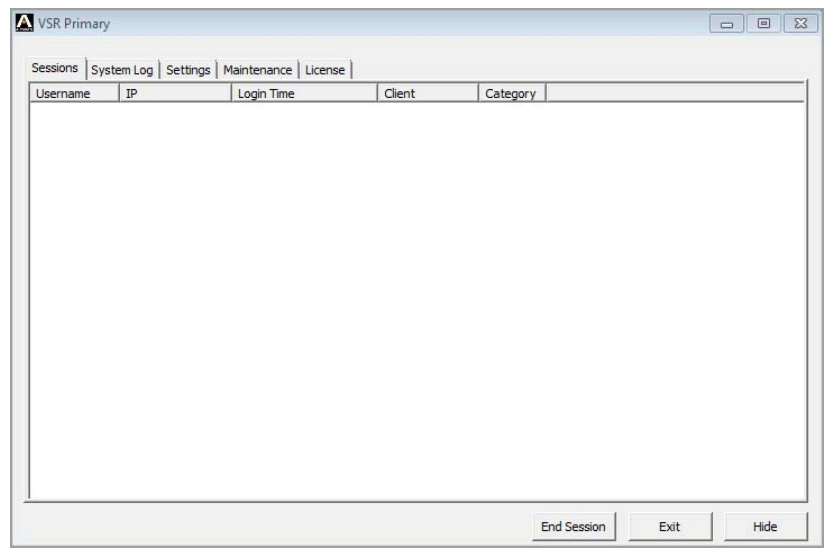 VSR Primary
Sessions System Log Settings Maintenance License
Username IP Login Time Client Category
End Session Exit Hide